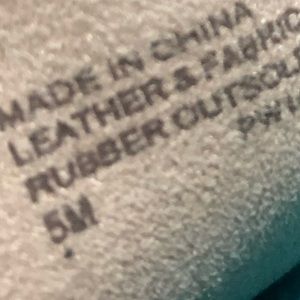 MADE IN CHINA
LEATHER & FABRIC
RUBBER OUTSOLE
5M